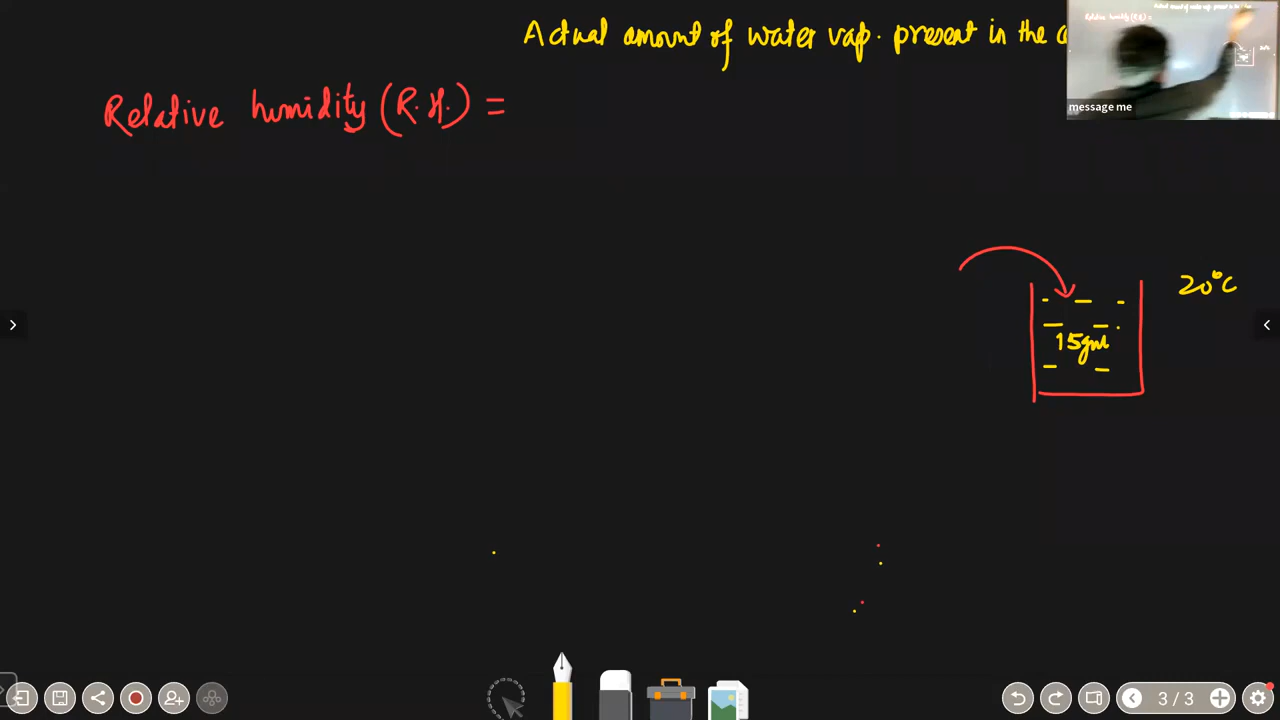 Actual amount of water vap. present in the
Relative humidity (R.H.) =
message me
20°C
15gm
3/3